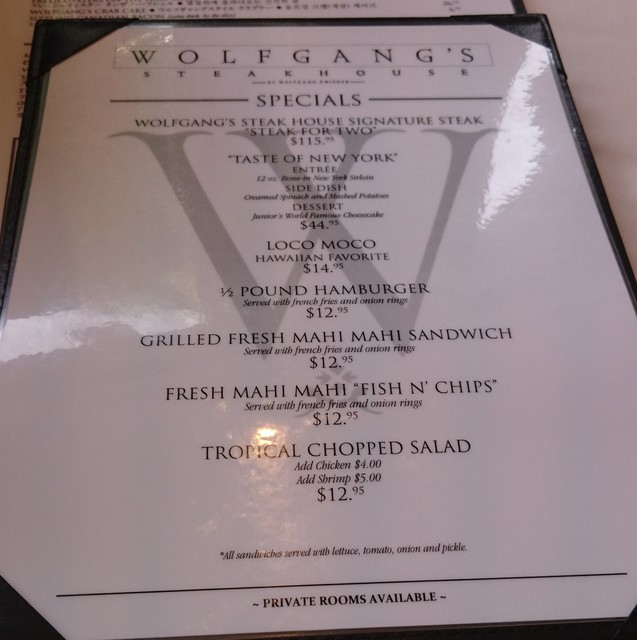 WOLFGANG'S
STEAKHOUSE
BY WOLFGANG ZWIENER
SPECIALS
WOLFGANG'S STEAK HOUSE SIGNATURE STEAK
"STEAK FOR TWO"
$115.95
"TASTE OF NEW YORK"
ENTRÉE
12 oz. Bone-in New York Sirloin
SIDE DISH
Creamed Spinach and Mashed Potatoes
DESSERT
Junior's World Famous Cheesecake
$44.95
LOCO MOCO
HAWAIIAN FAVORITE
$14.95
½ POUND HAMBURGER
Served with french fries and onion rings
$12.95
GRILLED FRESH MAHI MAHI SANDWICH
Served with french fries and onion rings
$12.95
FRESH MAHI MAHI "FISH N' CHIPS"
Served with french fries and onion rings
$12.95
TROPICAL CHOPPED SALAD
Add Chicken $4.00
Add Shrimp $5.00
$12.95
*All sandwiches served with lettuce, tomato, onion and pickle.
~ PRIVATE ROOMS AVAILABLE ~